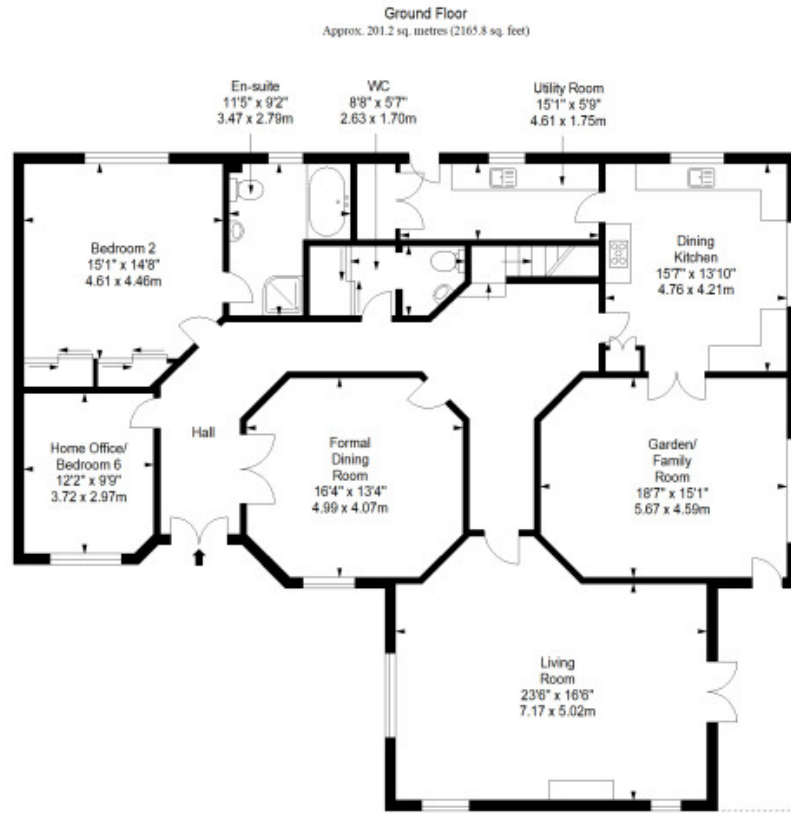 Ground Floor
Approx. 201.2 sq. metres (2165.8 sq. feet)
En-suite
11'5" x 9'2"
3.47 x 2.79m
WC
8'8" x 5'7"
2.63 x 1.70m
Utility Room
15'1" x 5'9"
4.61 x 1.75m
Bedroom 2
15'1" x 14'8"
4.61 x 4.46m
Dining
Kitchen
15'7" x 13'10"
4.76 x 4.21m
Home Office/
Bedroom 6
12'2" x 9'9"
3.72 x 2.97m
Hall
Formal
Dining
Room
16'4" x 13'4"
4.99 x 4.07m
Garden/
Family
Room
18'7" x 15'1"
5.67 x 4.59m
Living
Room
23'6" x 16'6"
7.17 x 5.02m